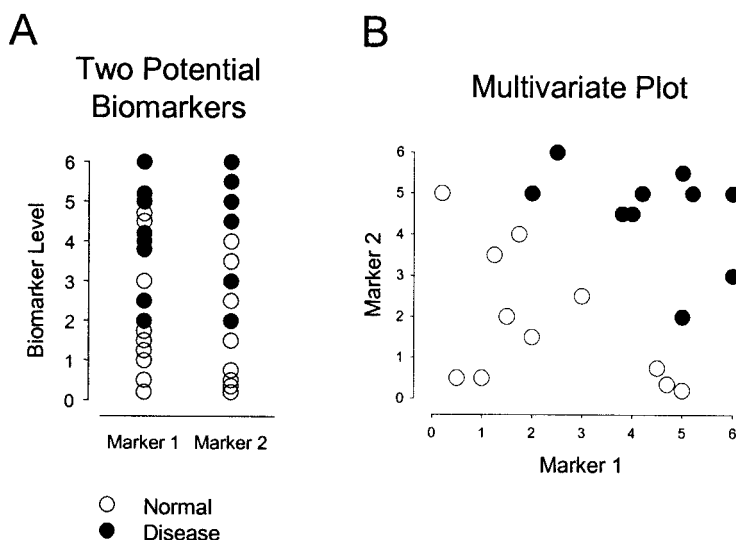 A
Two Potential
Biomarkers
Biomarker Level
6
5
4
3
2
1
0
Marker 1
Marker 2
Normal
Disease
B
Multivariate Plot
Marker 2
6
5
4
3
2
1
0
0 1 2 3 4 5 6
Marker 1